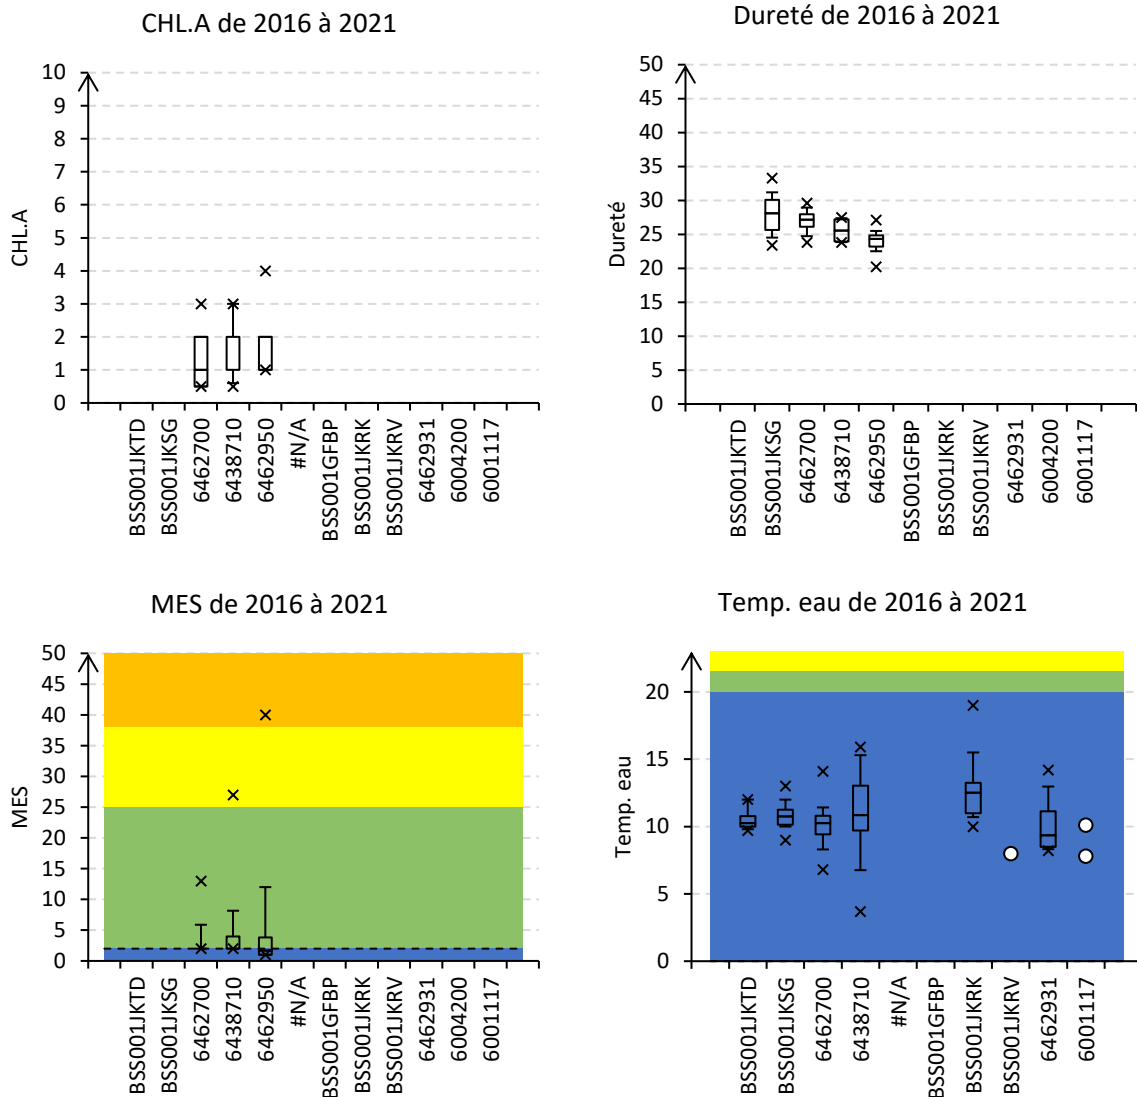 CHL.A de 2016 à 2021
10
9
8
7
6
5
4
3
2
1
0
CHL.A
BSS001JKTD
BSS001JKSG
6462700
6438710
6462950
#N/A
BSS001GFBP
BSS001JKRK
BSS001JKRV
6462931
6004200
6001117
Dureté de 2016 à 2021
50
45
40
35
30
25
20
15
10
5
0
Dureté
BSS001JKTD
BSS001JKSG
6462700
6438710
6462950
BSS001GFBP
BSS001JKRK
BSS001JKRV
6462931
6004200
6001117
MES de 2016 à 2021
50
45
40
35
30
25
20
15
10
5
0
MES
BSS001JKTD
BSS001JKSG
6462700
6438710
6462950
#N/A
BSS001GFBP
BSS001JKRK
BSS001JKRV
6462931
6004200
6001117
Temp. eau de 2016 à 2021
20
15
10
5
0
Temp. eau
BSS001JKTD
BSS001JKSG
6462700
6438710
#N/A
BSS001GFBP
BSS001JKRK
BSS001JKRV
6462931
6001117